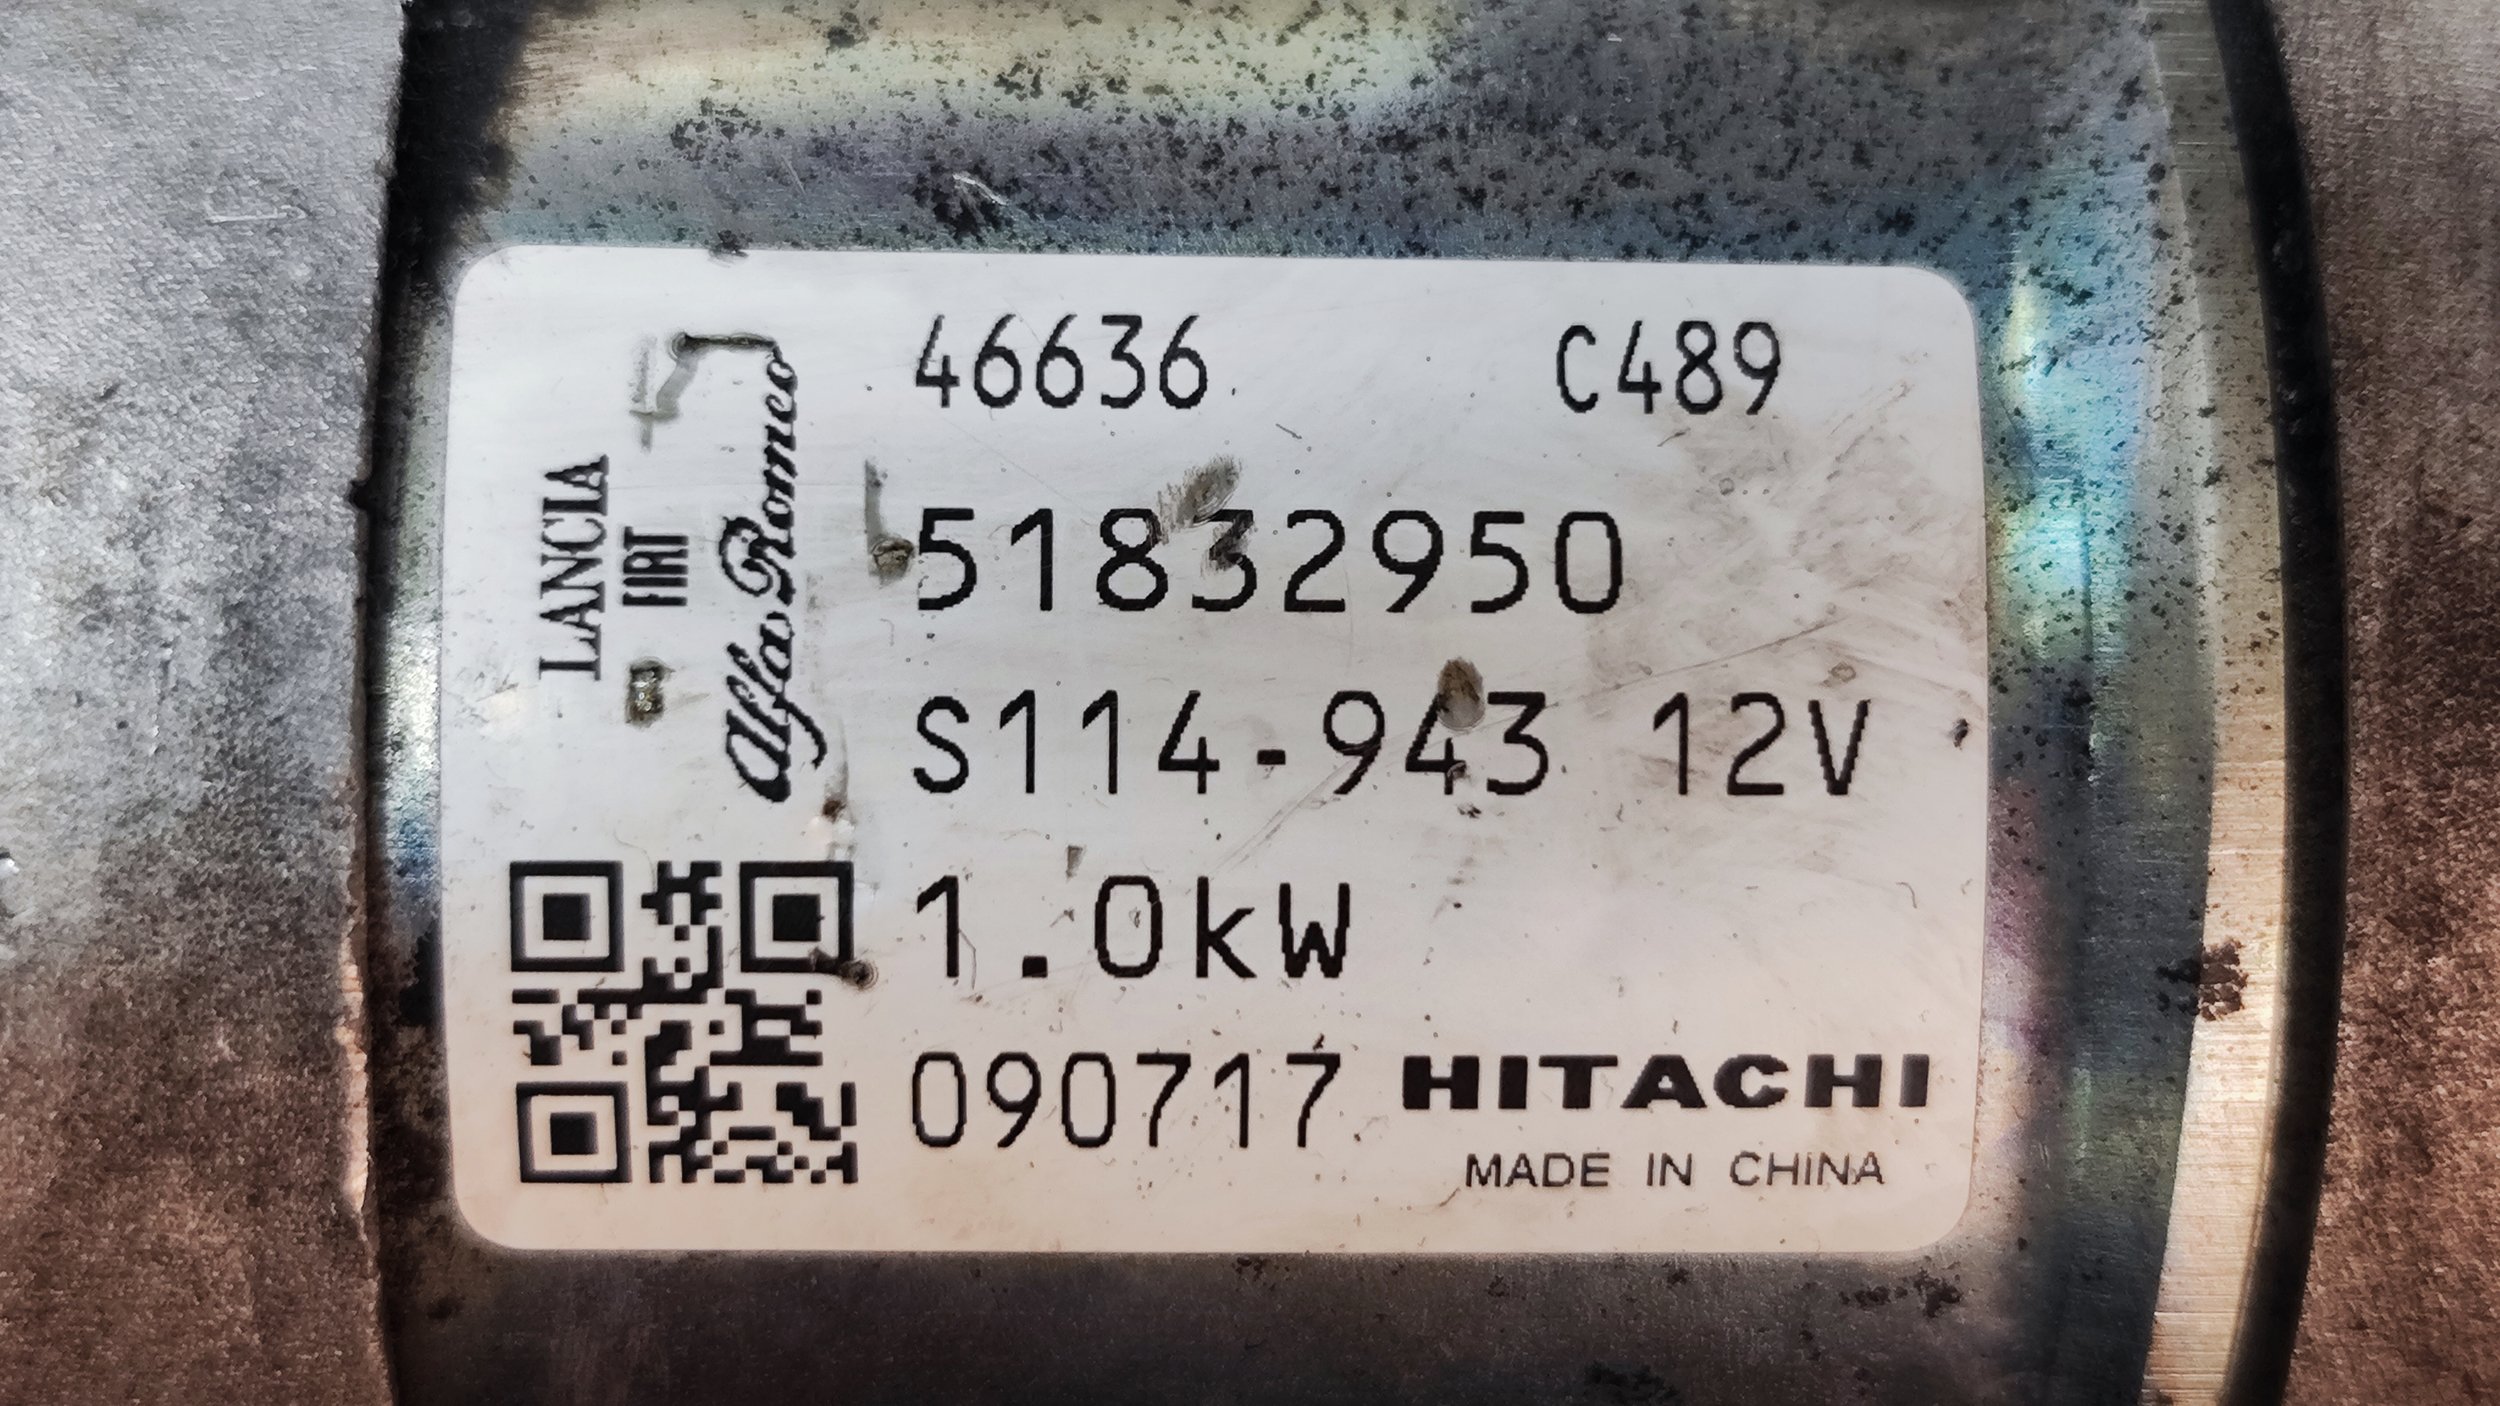 46636 C489
51832950
S114-943 12V
1.0kW
090717 HITACHI
MADE IN CHINA
LANCIA
FIAT
Alfa Romeo